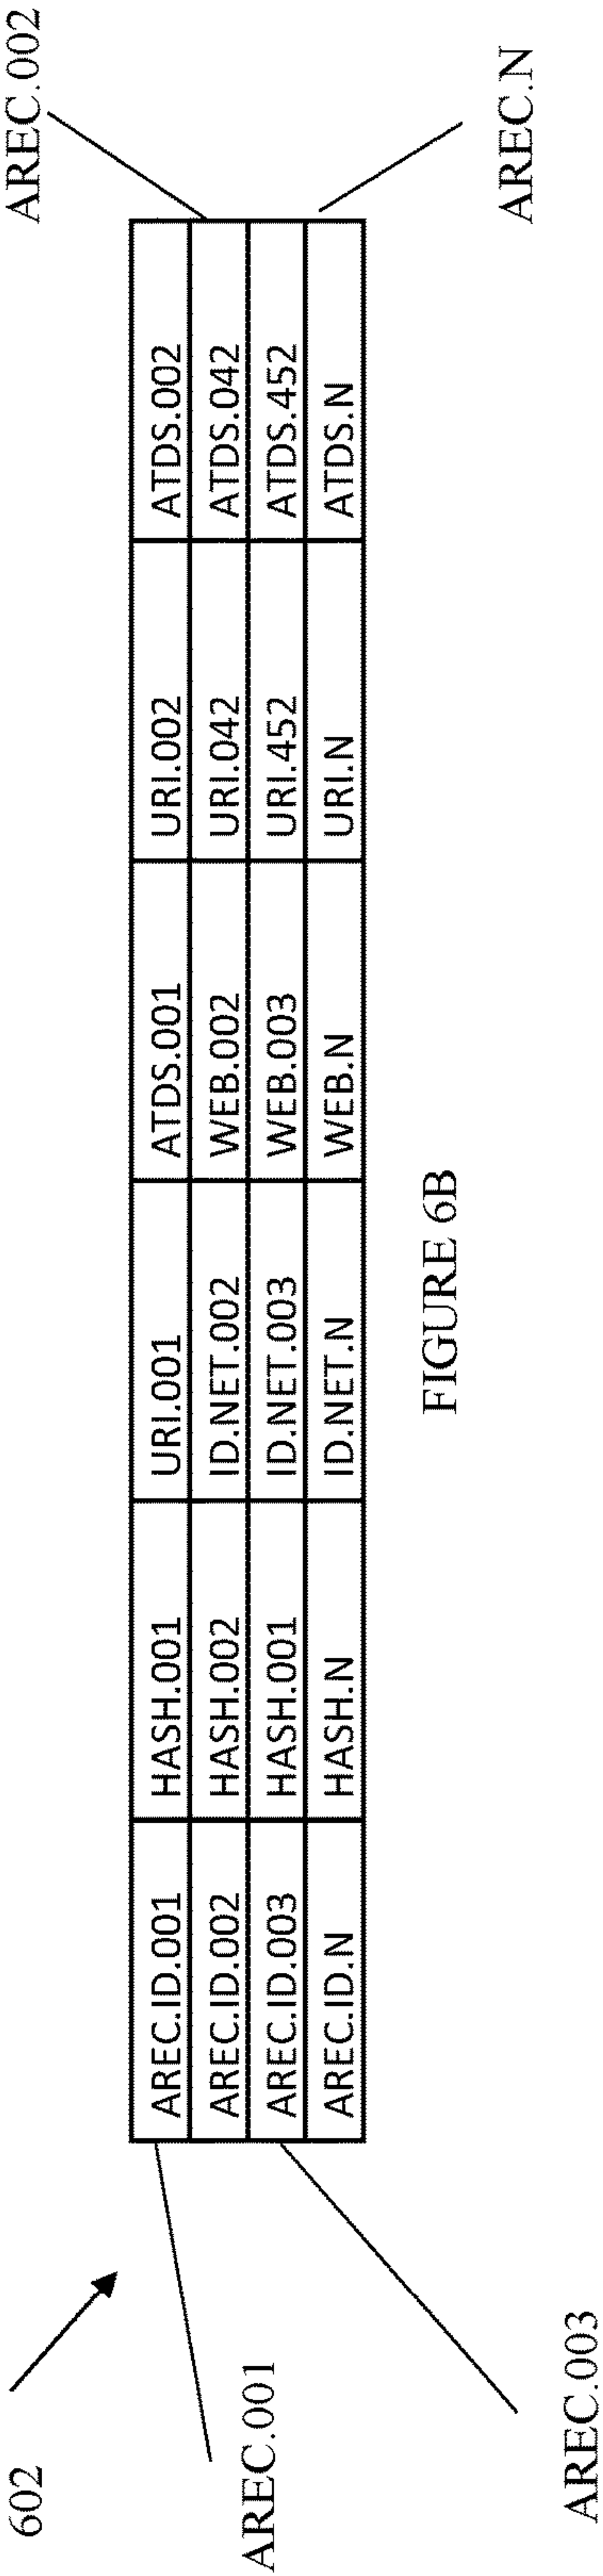 602
AREC.002
AREC.001
AREC.ID.001 HASH.001 URI.001 ATDS.001 URI.002 ATDS.002
AREC.ID.002 HASH.002 ID.NET.002 WEB.002 URI.042 ATDS.042
AREC.ID.003 HASH.001 ID.NET.003 WEB.003 URI.452 ATDS.452
AREC.ID.N HASH.N ID.NET.N WEB.N URI.N ATDS.N
AREC.003
AREC.N
FIGURE 6B